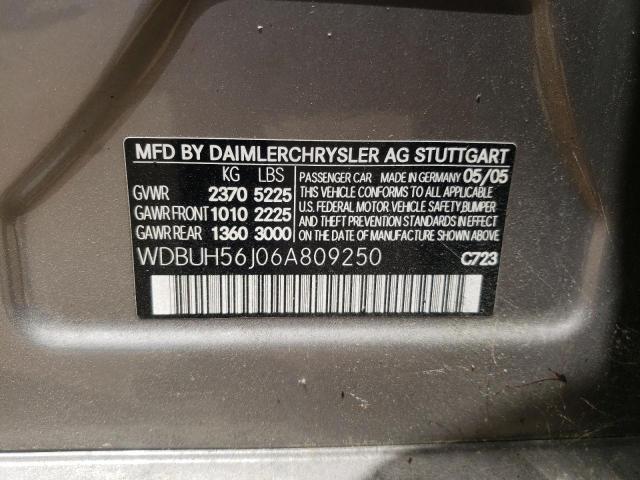 MFD BY DAIMLERCHRYSLER AG STUTTGART
KG LBS
GVWR 2370 5225
GAWR FRONT 1010 2225
GAWR REAR 1360 3000
PASSENGER CAR MADE IN GERMANY 05/05
THIS VEHICLE CONFORMS TO ALL APPLICABLE
U.S. FEDERAL MOTOR VEHICLE SAFETY, BUMPER
AND THEFT PREVENTION STANDARDS IN EFFECT
ON THE DATE OF MANUFACTURE SHOWN ABOVE.
WDBUH56J06A809250 C723